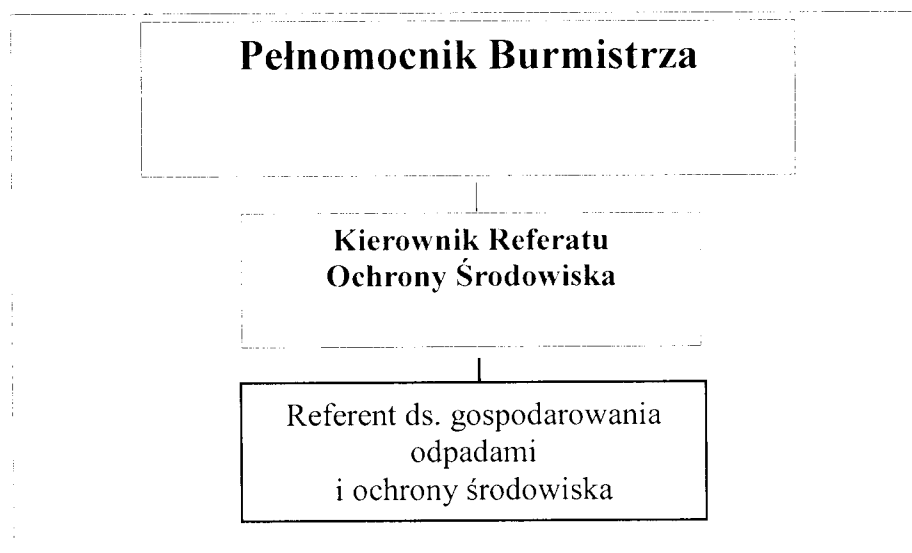 Pełnomocnik Burmistrza
Kierownik Referatu
Ochrony Środowiska
Referent ds. gospodarowania
odpadami
i ochrony środowiska